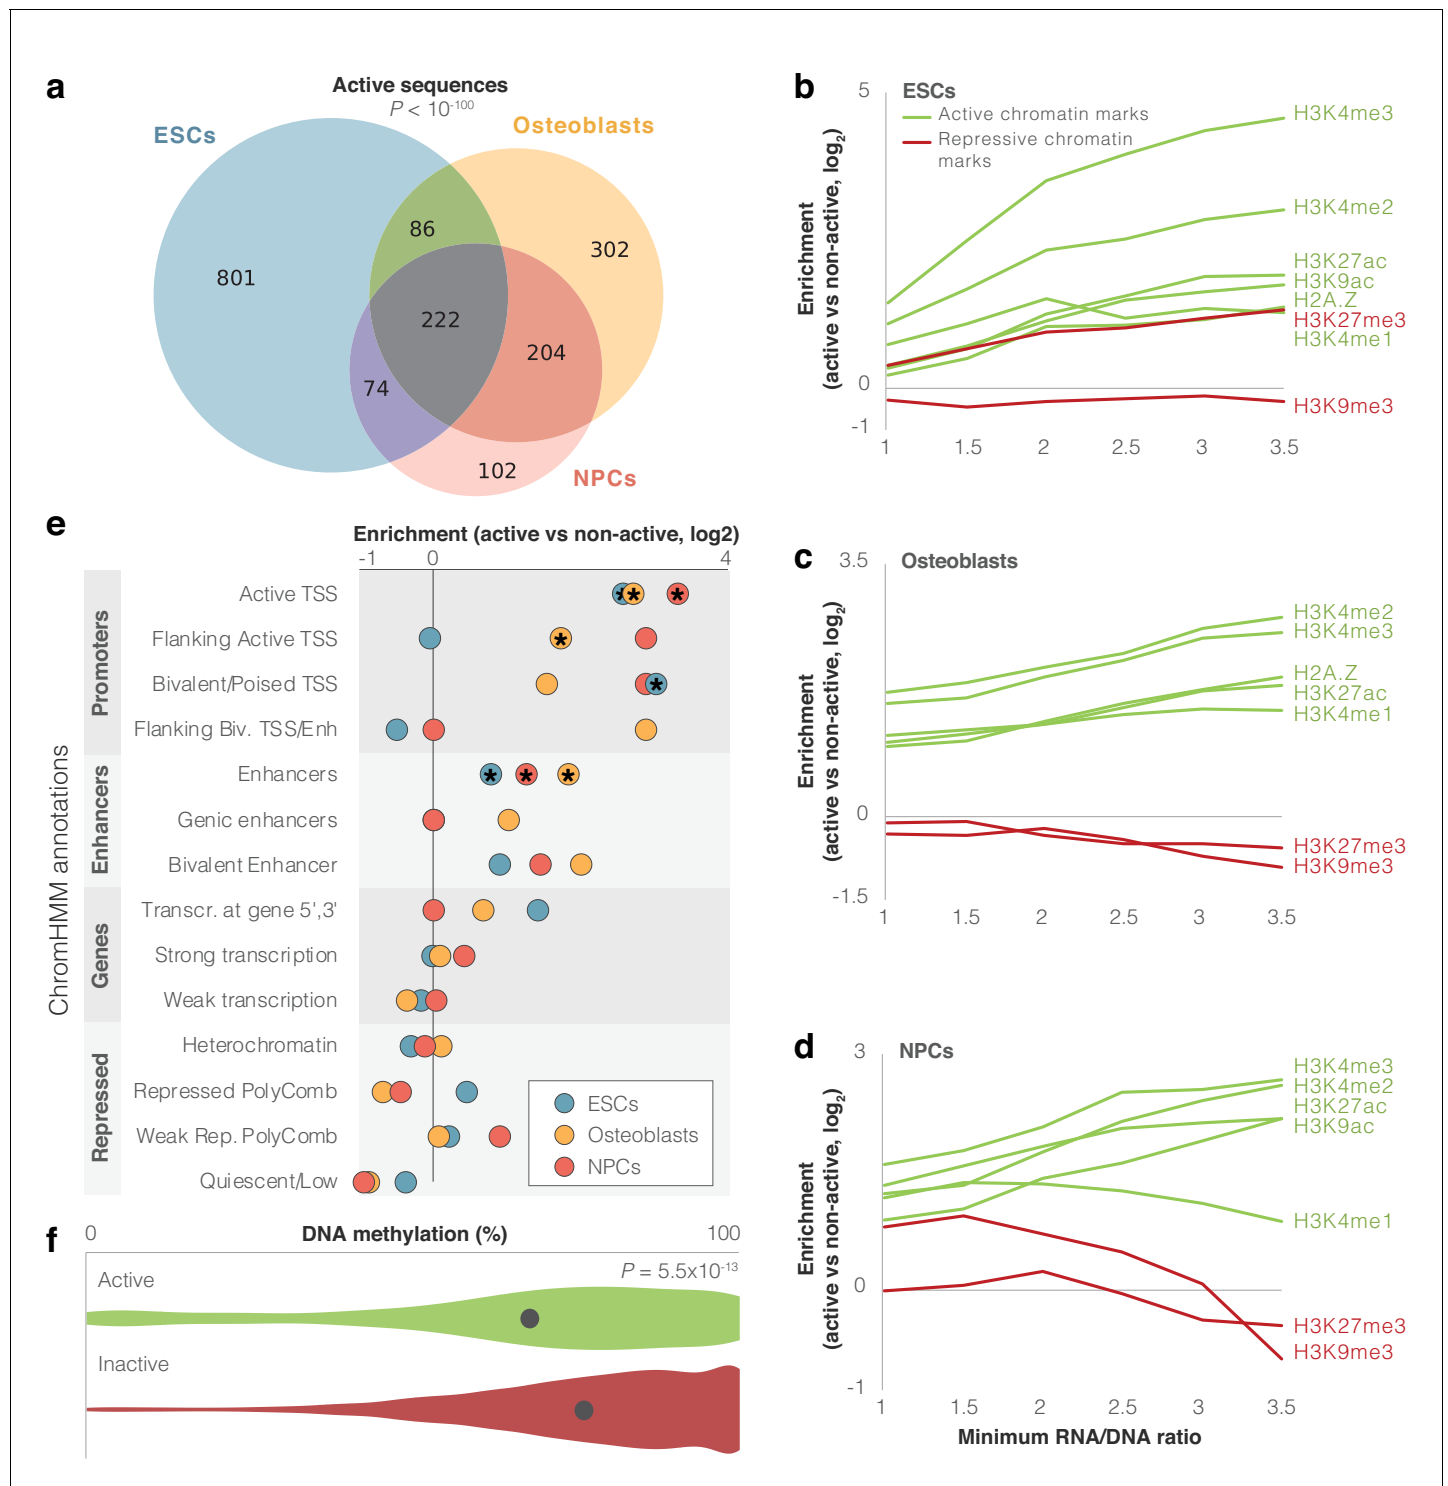 a
Active sequences
P < 10-100
ESCs
Osteoblasts
86
302
801
222
204
74
102
NPCs
b
5
ESCs
Active chromatin marks
Repressive chromatin
marks
Enrichment
(active vs non-active, log2)
0
-1
1
1.5
2
2.5
3
3.5
H3K4me3
H3K4me2
H3K27ac
H3K9ac
H2A.Z
H3K27me3
H3K4me1
H3K9me3
c
3.5
Osteoblasts
Enrichment
(active vs non-active, log2)
0
-1.5
1
1.5
2
2.5
3
3.5
H3K4me2
H3K4me3
H2A.Z
H3K27ac
H3K4me1
H3K27me3
H3K9me3
d
3
NPCs
Enrichment
(active vs non-active, log2)
0
-1
1
1.5
2
2.5
3
3.5
Minimum RNA/DNA ratio
H3K4me3
H3K4me2
H3K27ac
H3K9ac
H3K4me1
H3K27me3
H3K9me3
e
Enrichment (active vs non-active, log2)
-1
0
4
ChromHMM annotations
Promoters
Active TSS
Flanking Active TSS
Bivalent/Poised TSS
Flanking Biv. TSS/Enh
Enhancers
Enhancers
Genic enhancers
Bivalent Enhancer
Genes
Transcr. at gene 5',3'
Strong transcription
Weak transcription
Repressed
Heterochromatin
Repressed PolyComb
Weak Rep. PolyComb
Quiescent/Low
ESCs
Osteoblasts
NPCs
f
0
DNA methylation (%)
100
P = 5.5x10-13
Active
Inactive